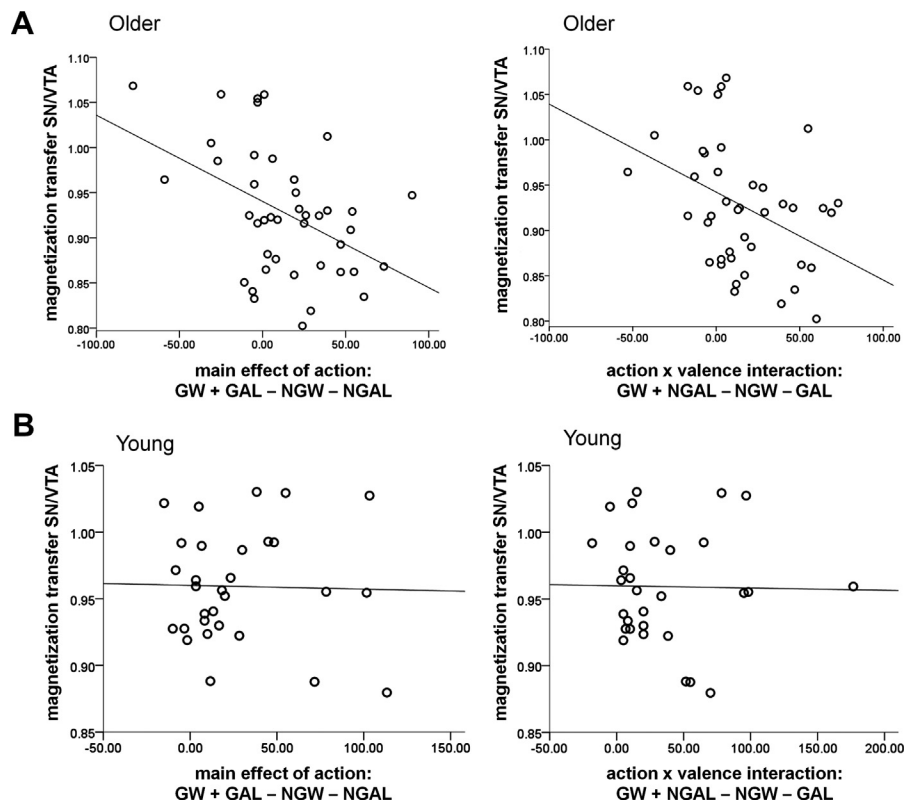 A
Older
magnetization transfer SN/VTA
1.10
1.05
1.00
0.95
0.90
0.85
0.80
-100.00 -50.00 0.00 50.00 100.00
main effect of action:
GW + GAL – NGW – NGAL
Older
magnetization transfer SN/VTA
1.10
1.05
1.00
0.95
0.90
0.85
0.80
-100.00 -50.00 0.00 50.00 100.00
action x valence interaction:
GW + NGAL – NGW – GAL
B
Young
magnetization transfer SN/VTA
1.05
1.00
0.95
0.90
0.85
-50.00 0.00 50.00 100.00 150.00
main effect of action:
GW + GAL – NGW – NGAL
Young
magnetization transfer SN/VTA
1.05
1.00
0.95
0.90
0.85
-50.00 0.00 50.00 100.00 150.00 200.00
action x valence interaction:
GW + NGAL – NGW – GAL